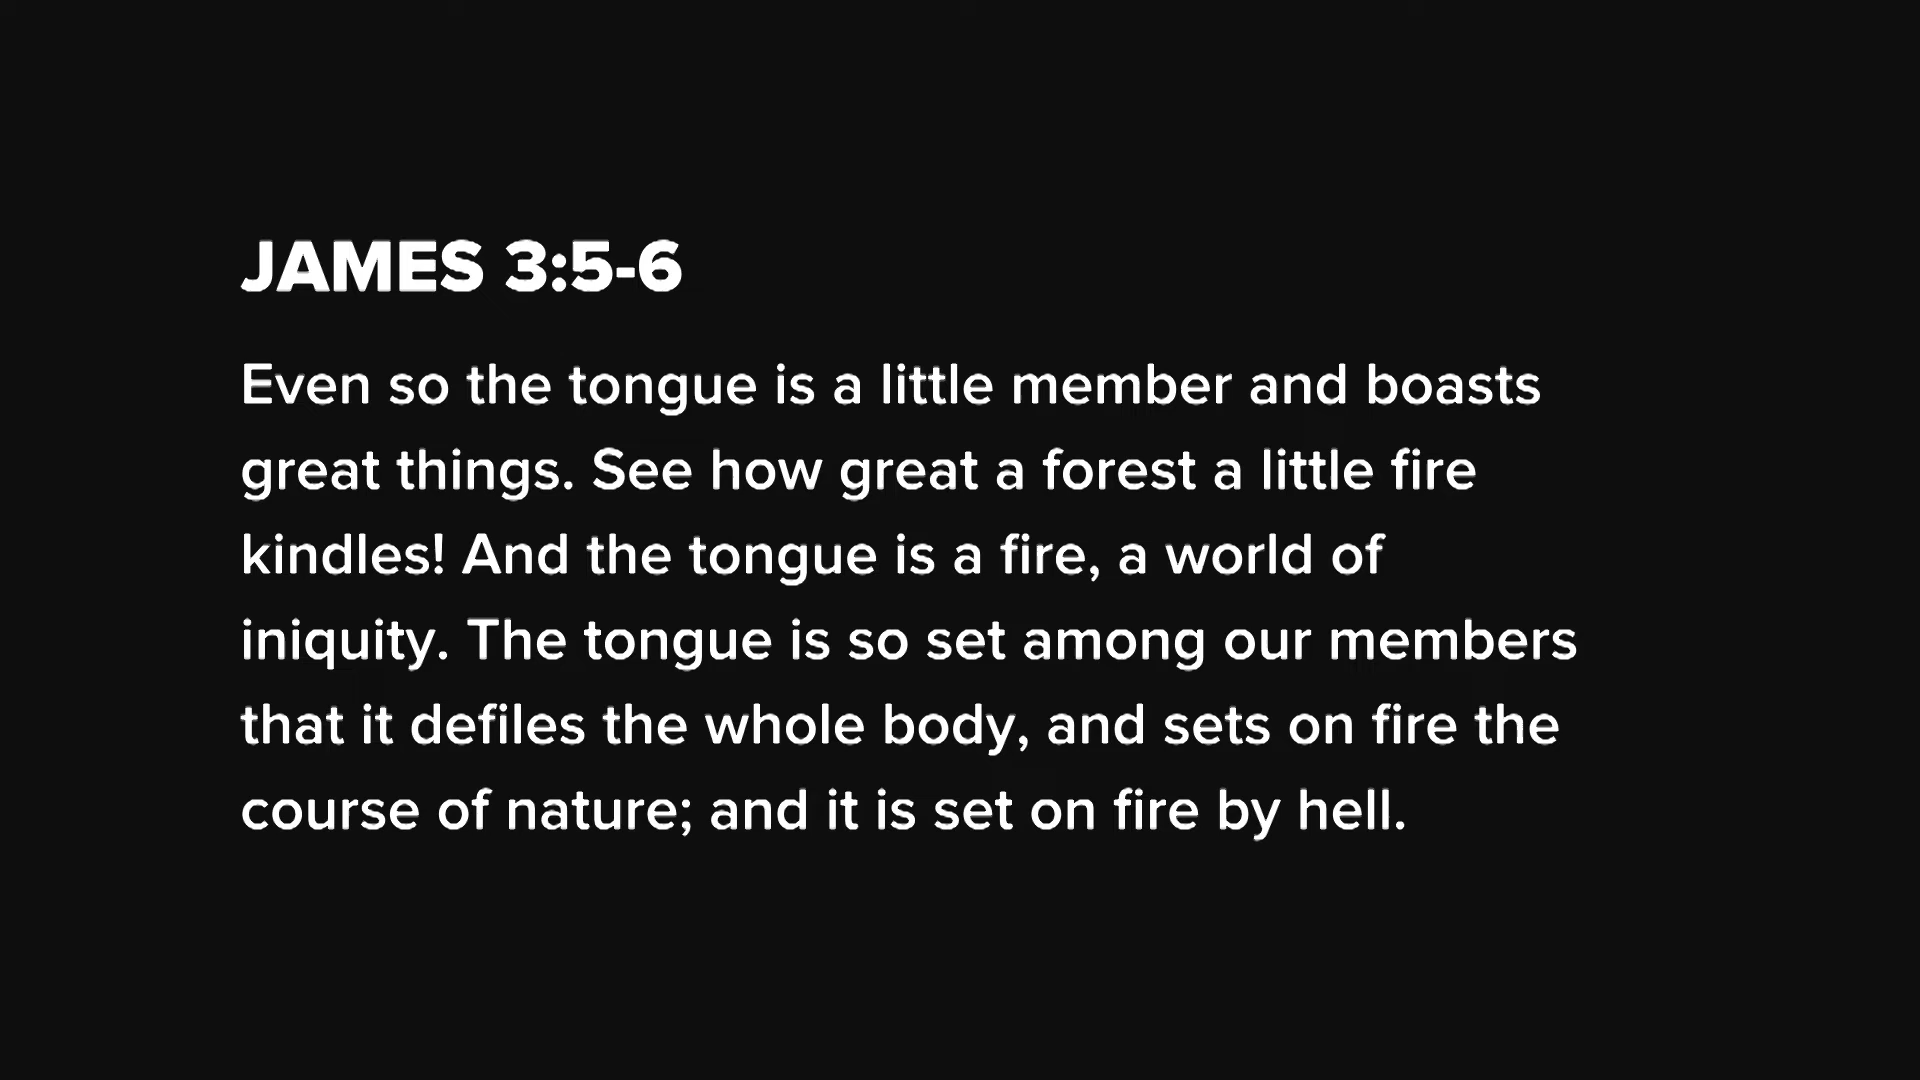 JAMES 3:5-6
Even so the tongue is a little member and boasts
great things. See how great a forest a little fire
kindles! And the tongue is a fire, a world of
iniquity. The tongue is so set among our members
that it defiles the whole body, and sets on fire the
course of nature; and it is set on fire by hell.